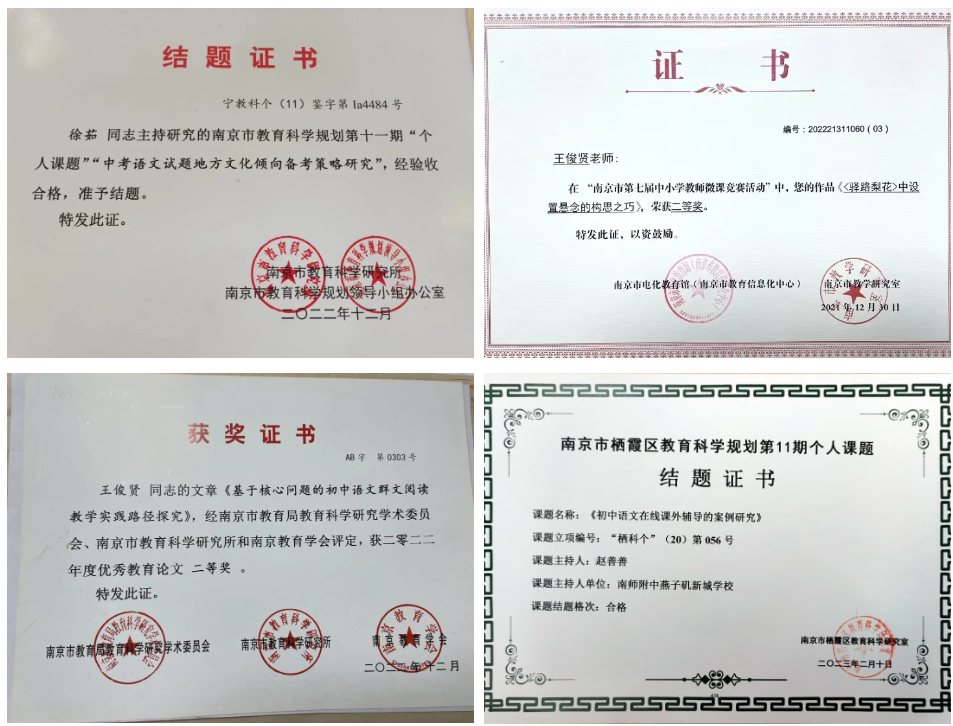 结题证书
宁教科个（11）鉴字第Ia4484号
徐茹 同志主持研究的南京市教育科学规划第十一期“个
人课题”“中考语文试题地方文化倾向备考策略研究”，经验收
合格，准予结题。
特发此证。
南京市教育科学研究所
南京市教育科学规划领导小组办公室
二〇二二年十二月
证 书
编号：202221311060（03）
王俊贤老师：
在“南京市第七届中小学教师微课竞赛活动”中，您的作品《<驿路梨花>中设
置悬念的构思之巧》，荣获二等奖。
特发此证，以资鼓励。
南京市电化教育馆（南京市教育信息化中心） 南京市教学研究室
2021年12月30日
获奖证书
AB字 第0303号
王俊贤 同志的文章《基于核心问题的初中语文群文阅读
教学实践路径探究》，经南京市教育局教育科学研究学术委员
会、南京市教育科学研究所和南京教育学会评定，获二零二二
年度优秀教育论文 二等奖 。
特发此证。
南京市教育局教育科学研究学术委员会 南京市教育科学研究所 南京教育学会
二〇二二年十二月
南京市栖霞区教育科学规划第11期个人课题
结题证书
课题名称：《初中语文在线课外辅导的案例研究》
课题立项编号：“栖科个”（20）第056号
课题主持人：赵善善
课题主持人单位：南师附中燕子矶新城学校
课题结题格次：合格
南京市栖霞区教育科学研究室
二〇二三年二月十日